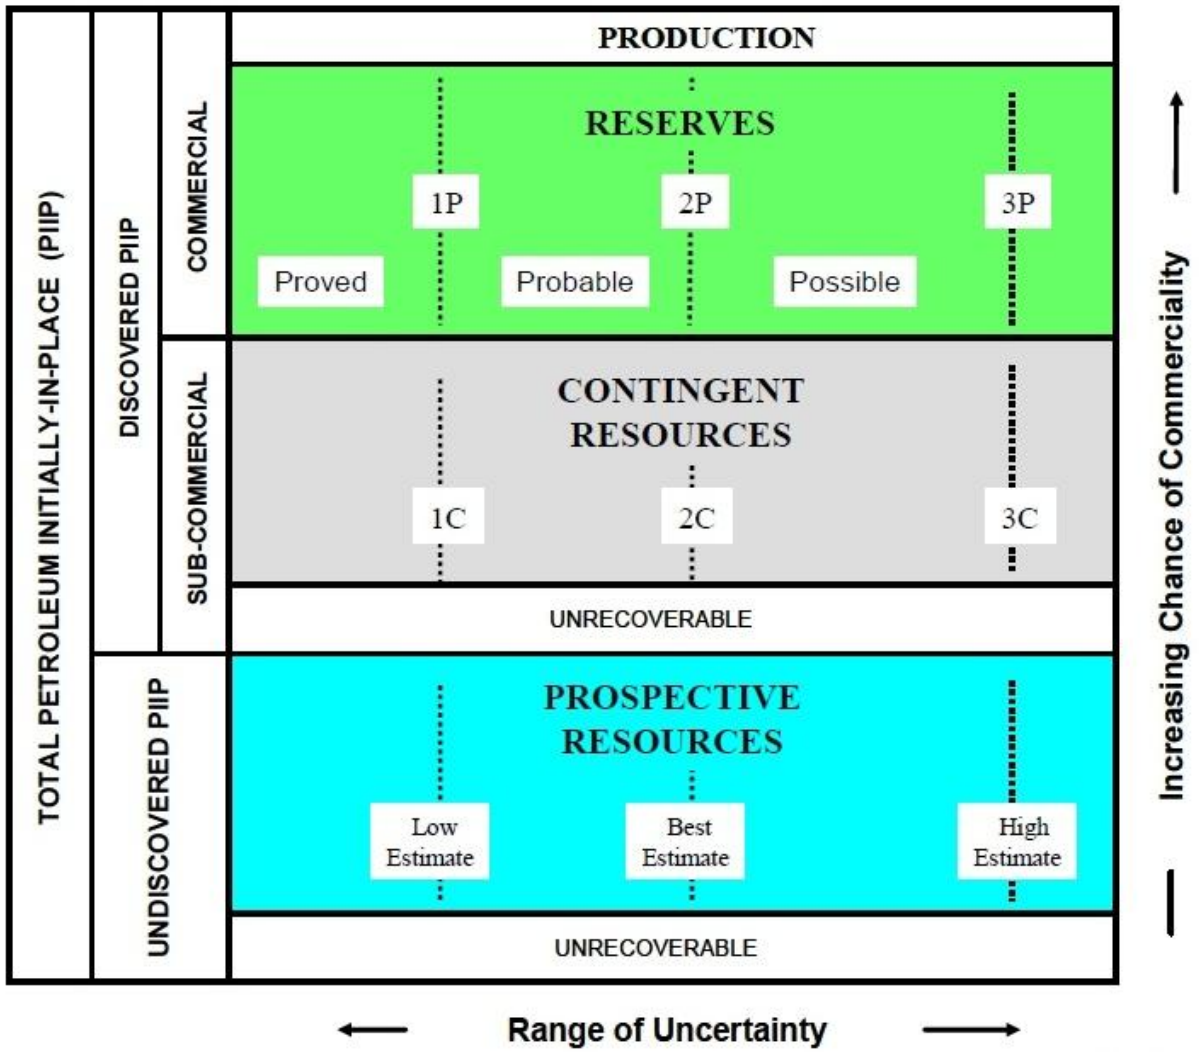 TOTAL PETROLEUM INITIALLY-IN-PLACE (PIIP)
DISCOVERED PIIP
UNDISCOVERED PIIP
COMMERCIAL
SUB-COMMERCIAL
PRODUCTION
RESERVES
1P 2P 3P
Proved Probable Possible
CONTINGENT
RESOURCES
1C 2C 3C
UNRECOVERABLE
PROSPECTIVE
RESOURCES
Low Best High
Estimate Estimate Estimate
UNRECOVERABLE
Increasing Chance of Commerciality
Range of Uncertainty